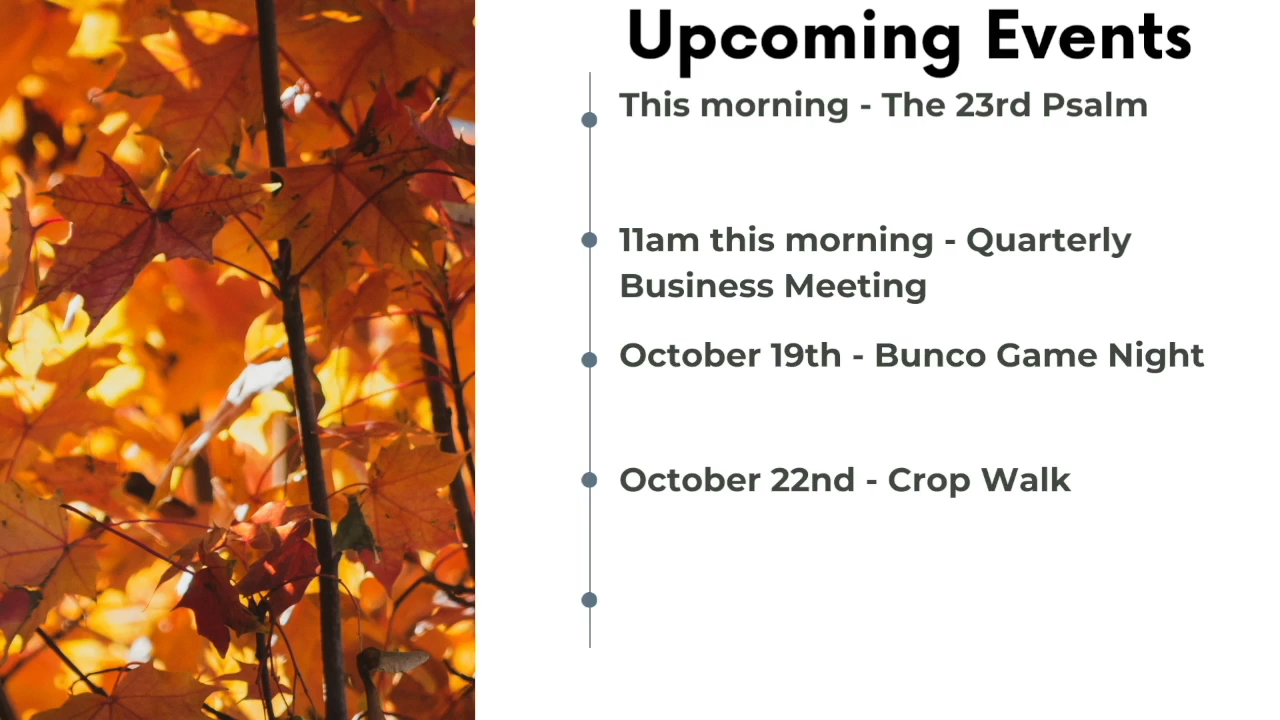 Upcoming Events
This morning - The 23rd Psalm
11am this morning - Quarterly
Business Meeting
October 19th - Bunco Game Night
October 22nd - Crop Walk